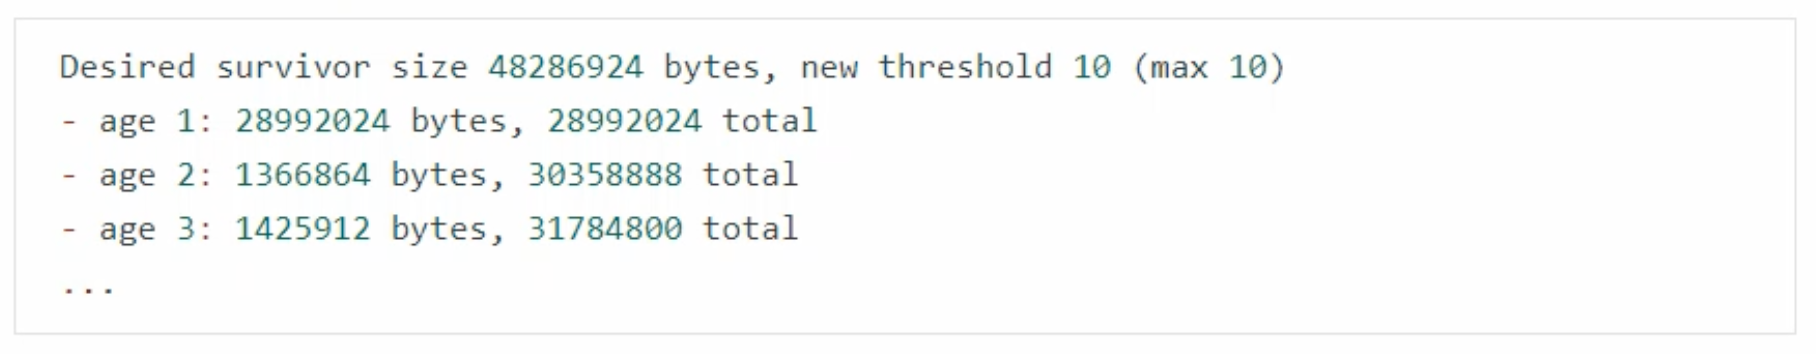 Desired survivor size 48286924 bytes, new threshold 10 (max 10)
- age 1: 28992024 bytes, 28992024 total
- age 2: 1366864 bytes, 30358888 total
- age 3: 1425912 bytes, 31784800 total
...